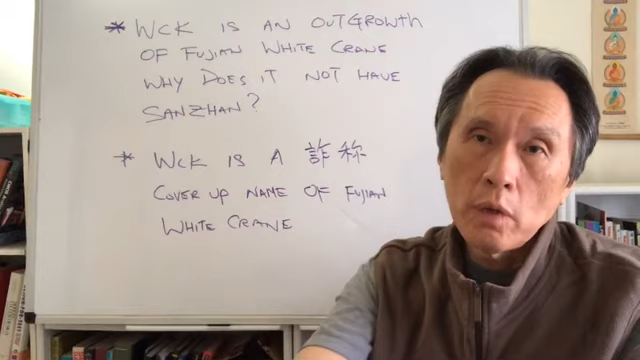 * WCK IS AN OUTGROWTH
OF FUJIAN WHITE CRANE
WHY DOES IT NOT HAVE
SANZHAN?
* WCK IS A 詐称
COVER UP NAME OF FUJIAN
WHITE CRANE